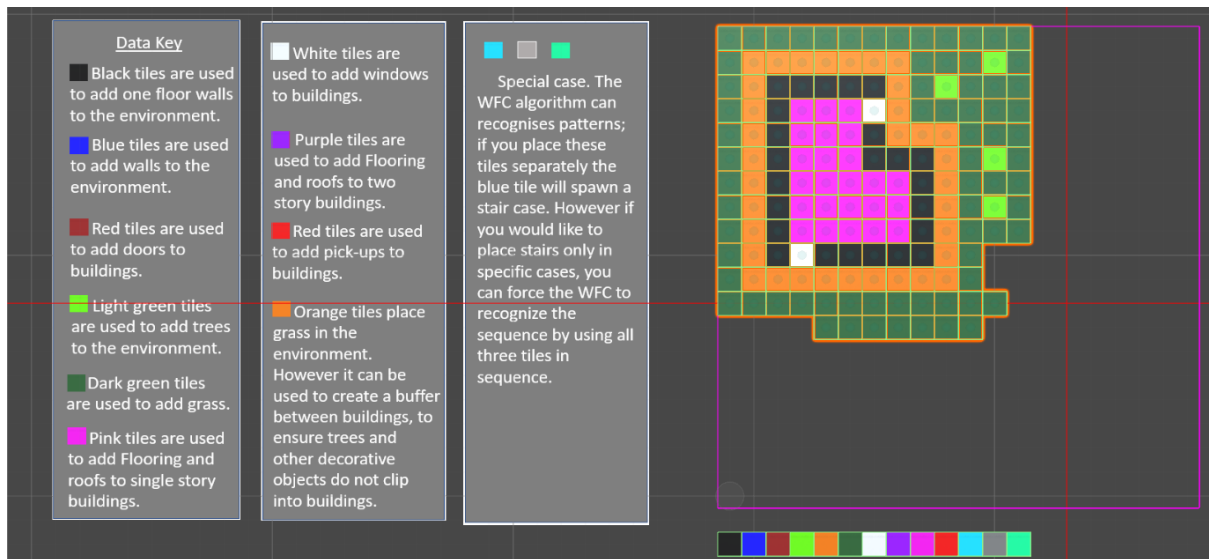 Data Key
Black tiles are used
to add one floor walls
to the environment.
Blue tiles are used
to add walls to the
environment.
Red tiles are used
to add doors to
buildings.
Light green tiles
are used to add trees
to the environment.
Dark green tiles
are used to add grass.
Pink tiles are used
to add Flooring and
roofs to single story
buildings.
White tiles are
used to add windows
to buildings.
Purple tiles are
used to add Flooring
and roofs to two
story buildings.
Red tiles are used
to add pick-ups to
buildings.
Orange tiles place
grass in the
environment.
However it can be
used to create a buffer
between buildings, to
ensure trees and
other decorative
objects do not clip
into buildings.
Special case. The
WFC algorithm can
recognises patterns;
if you place these
tiles separately the
blue tile will spawn a
stair case. However if
you would like to
place stairs only in
specific cases, you
can force the WFC to
recognize the
sequence by using all
three tiles in
sequence.